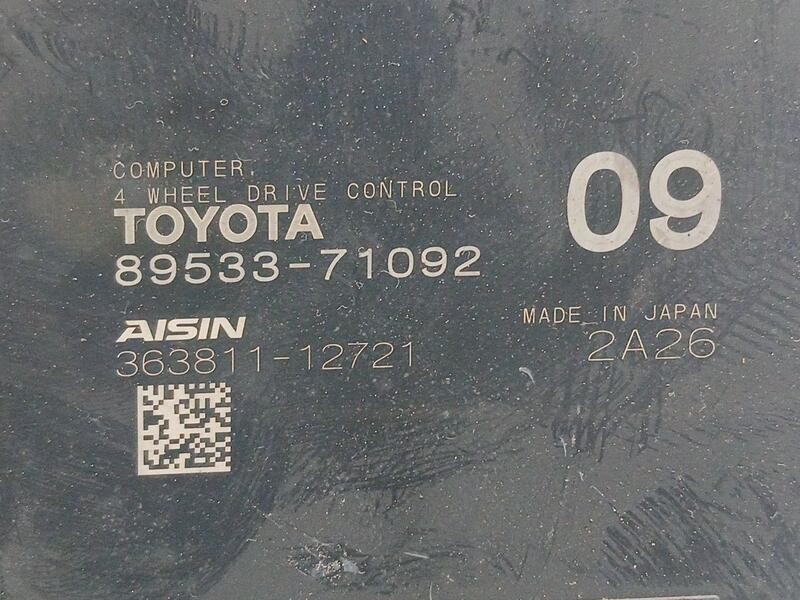 COMPUTER,
4 WHEEL DRIVE CONTROL
TOYOTA
89533-71092
09
AISIN
363811-12721
MADE IN JAPAN
2A26